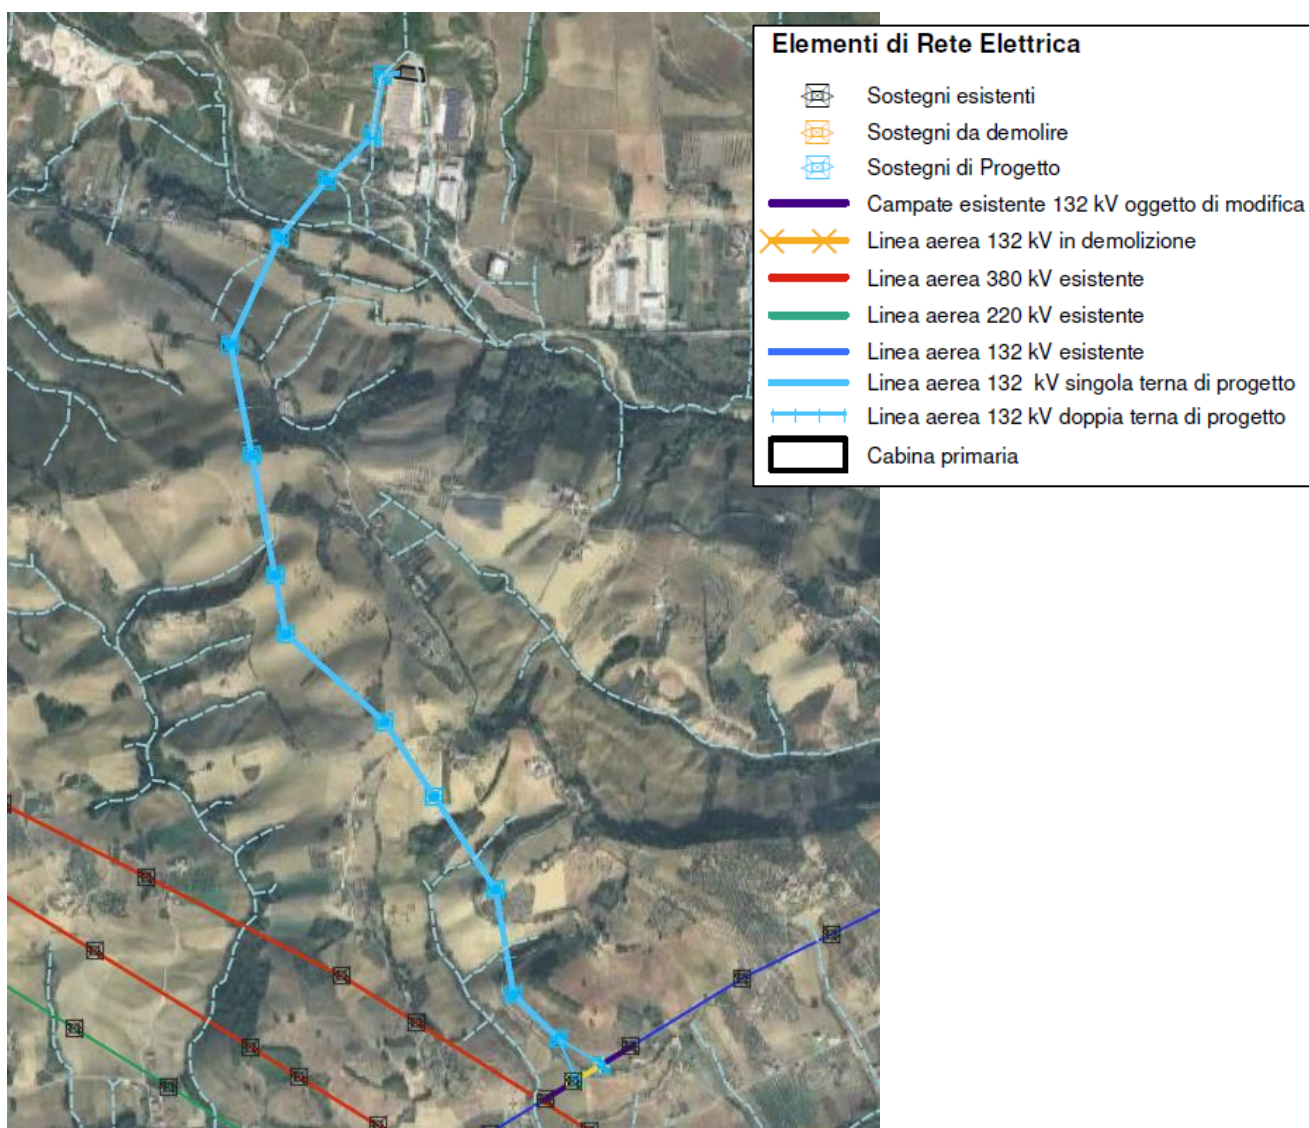 Elementi di Rete Elettrica
Sostegni esistenti
Sostegni da demolire
Sostegni di Progetto
Campate esistente 132 kV oggetto di modifica
Linea aerea 132 kV in demolizione
Linea aerea 380 kV esistente
Linea aerea 220 kV esistente
Linea aerea 132 kV esistente
Linea aerea 132 kV singola terna di progetto
Linea aerea 132 kV doppia terna di progetto
Cabina primaria